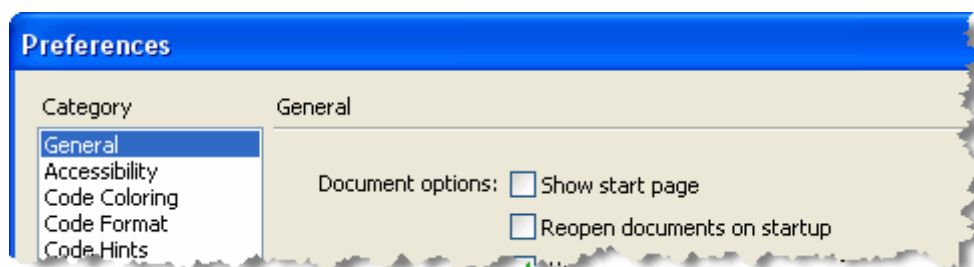 Preferences
Category
General
General
Accessibility
Code Coloring
Code Format
Code Hints
Document options:
Show start page
Reopen documents on startup